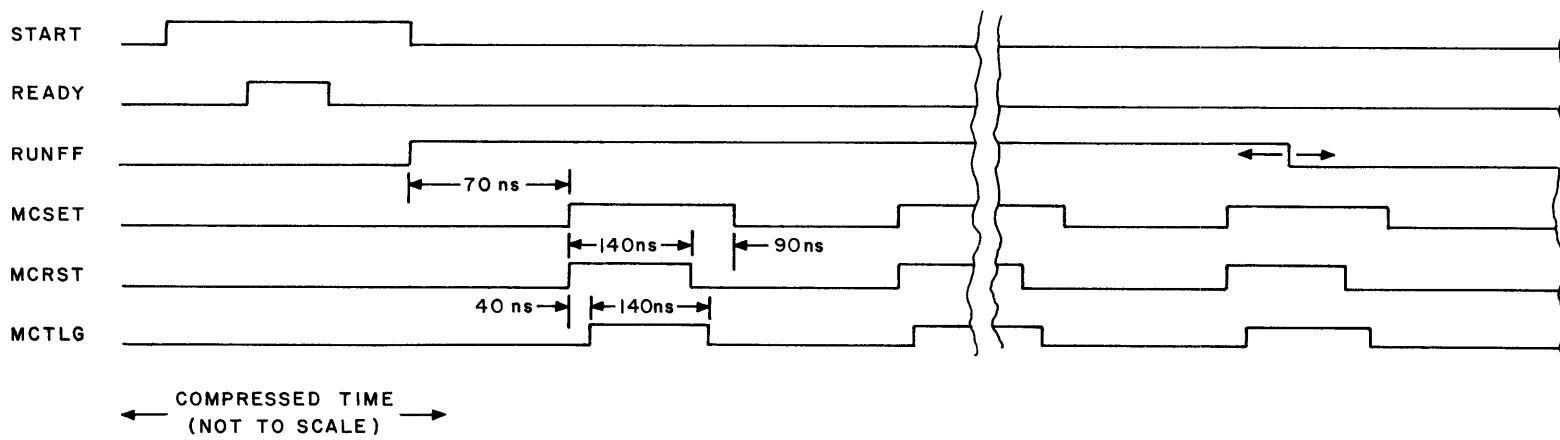 START
READY
RUNFF
70 ns
MCSET
140ns
90ns
MCRST
40 ns
140ns
MCTLG
COMPRESSED TIME
(NOT TO SCALE)